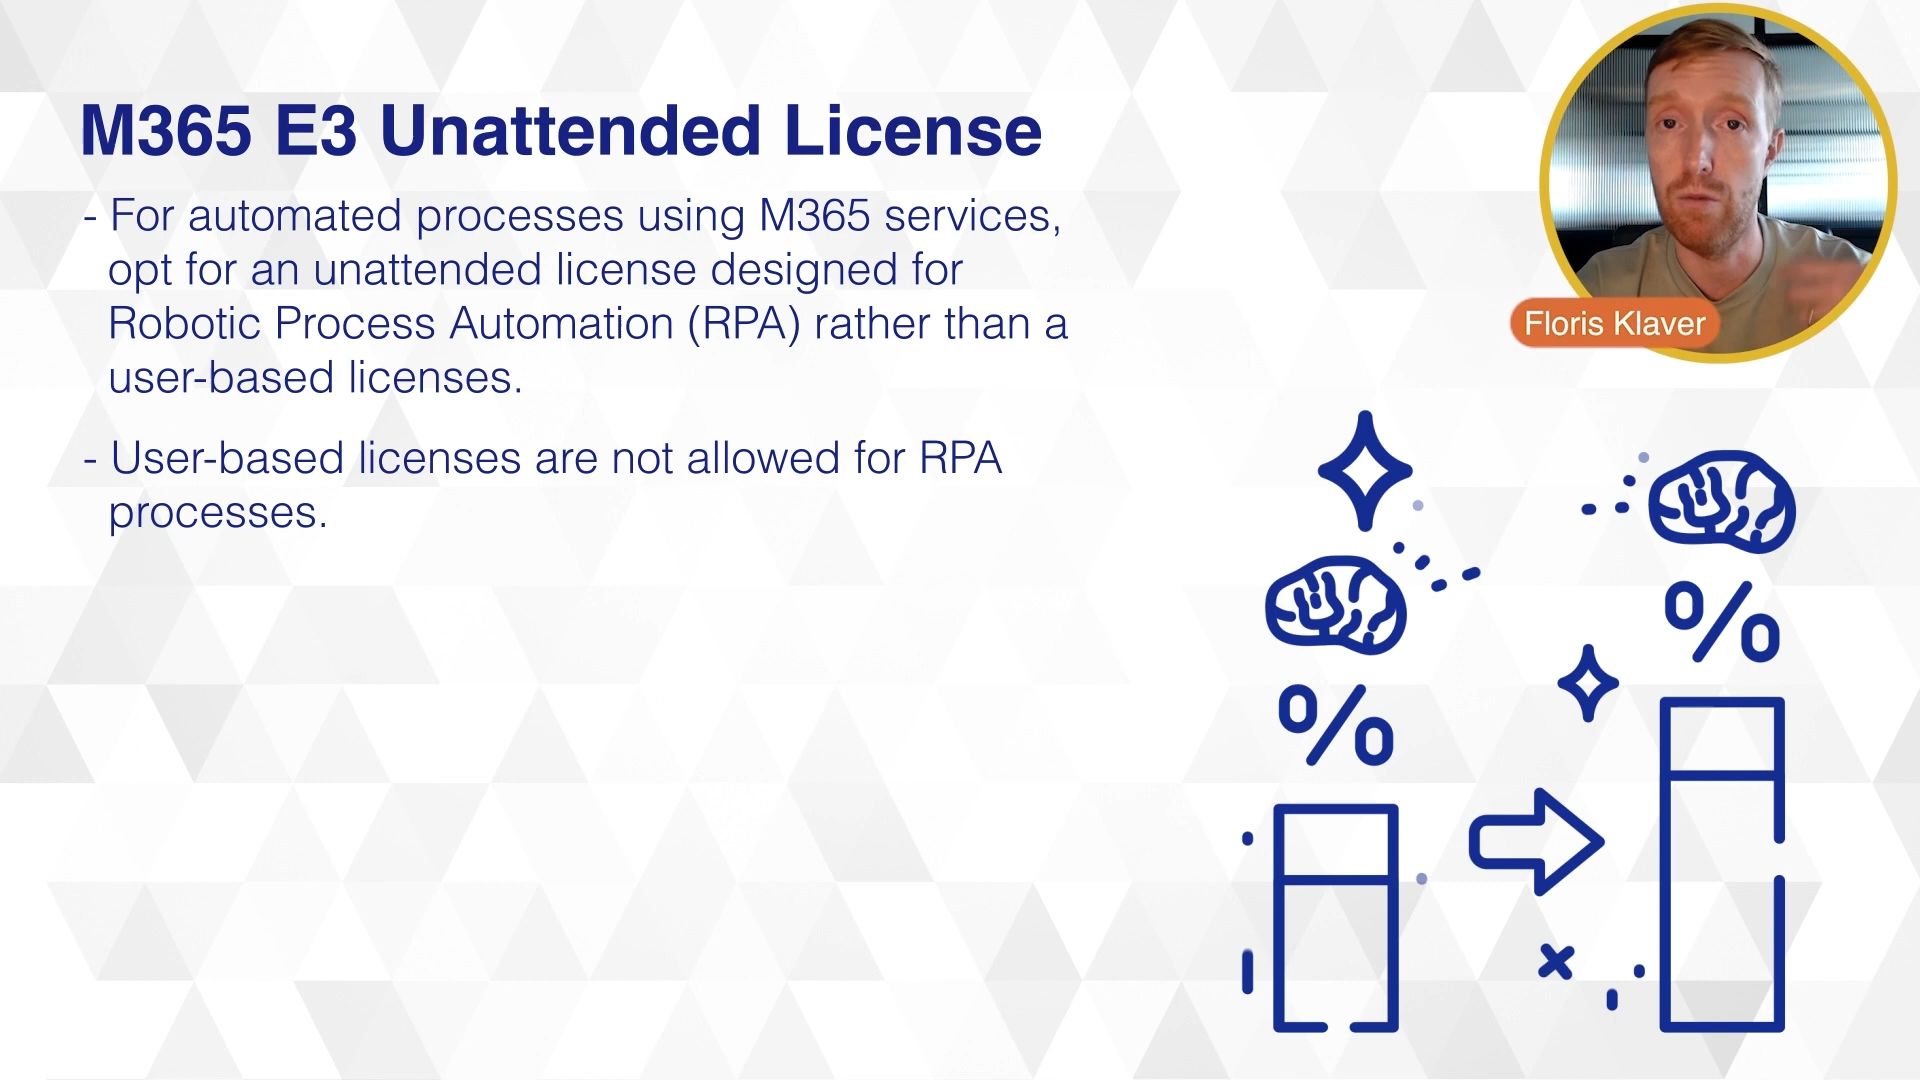 M365 E3 Unattended License
- For automated processes using M365 services,
opt for an unattended license designed for
Robotic Process Automation (RPA) rather than a
user-based licenses.
- User-based licenses are not allowed for RPA
processes.
Floris Klaver
%
%